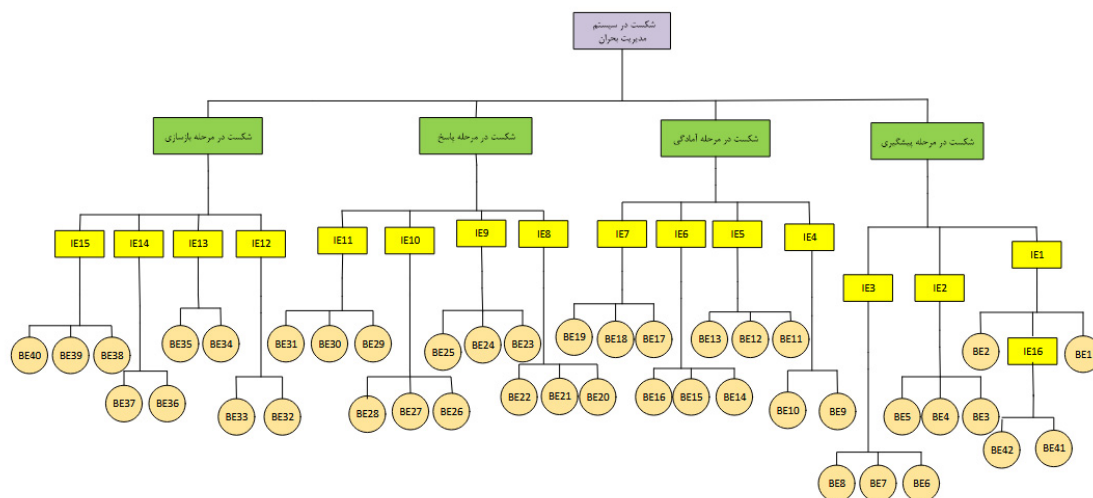 شکست در سیستم
مدیریت بحران
شکست در مرحله پیشگیری
شکست در مرحله آمادگی
شکست در مرحله پاسخ
شکست در مرحله بازسازی
IE1
IE2
IE3
IE4
IE5
IE6
IE7
IE8
IE9
IE10
IE11
IE12
IE13
IE14
IE15
IE16
BE1
BE2
BE3
BE4
BE5
BE6
BE7
BE8
BE9
BE10
BE11
BE12
BE13
BE14
BE15
BE16
BE17
BE18
BE19
BE20
BE21
BE22
BE23
BE24
BE25
BE26
BE27
BE28
BE29
BE30
BE31
BE32
BE33
BE34
BE35
BE36
BE37
BE38
BE39
BE40
BE41
BE42